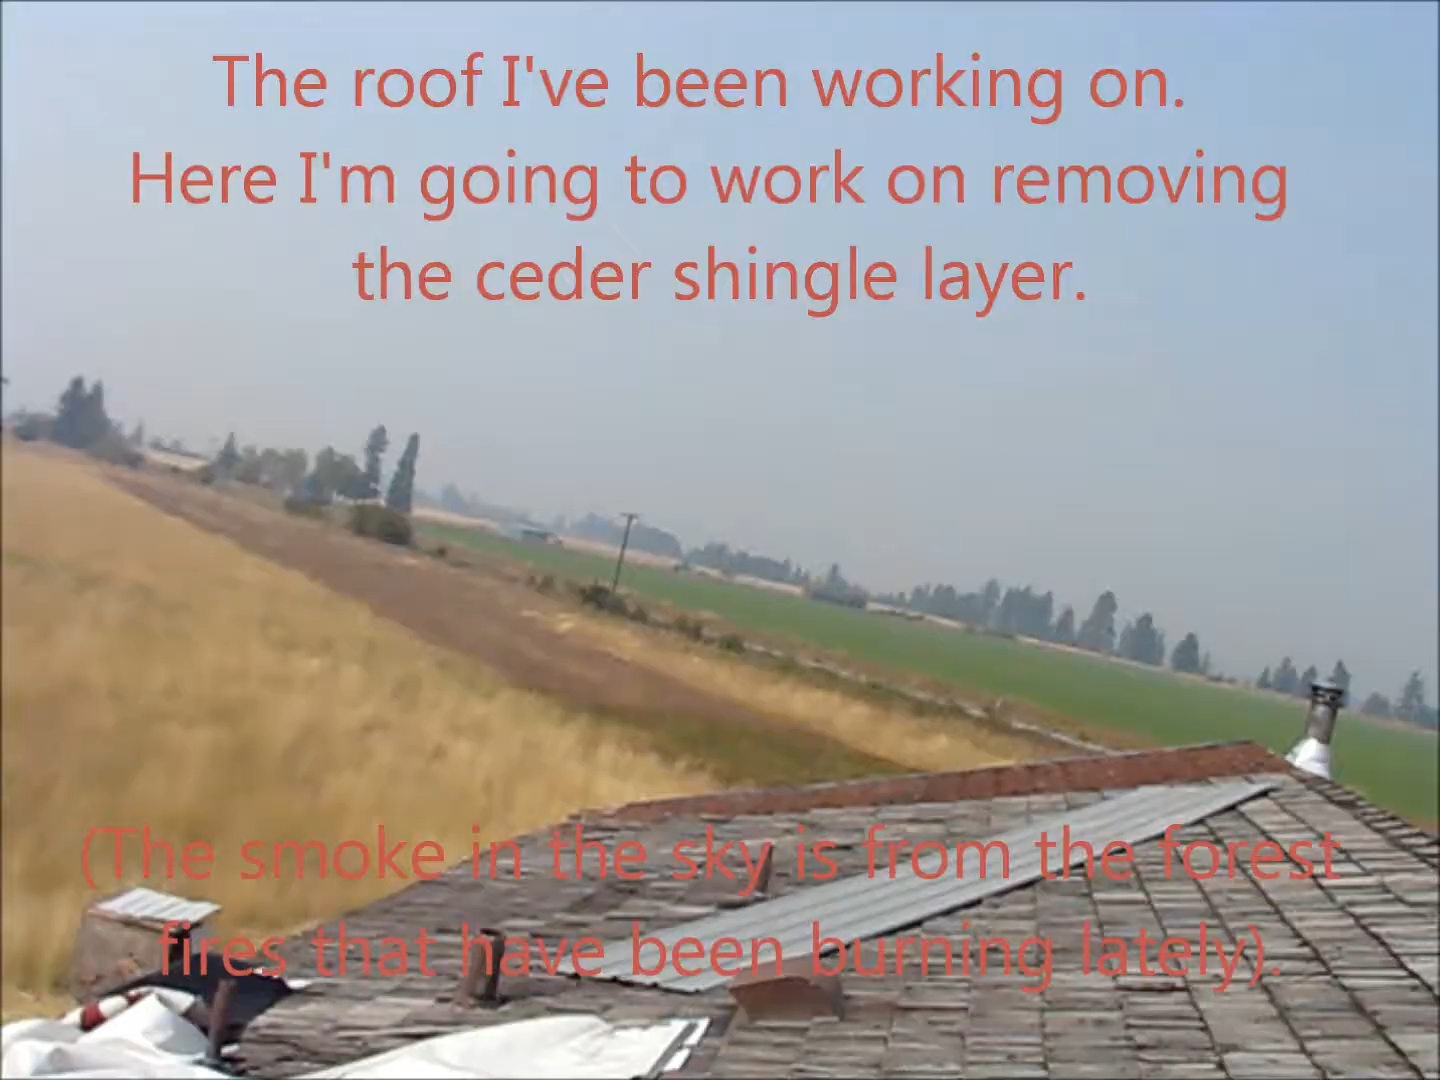 The roof I've been working on.
Here I'm going to work on removing
the ceder shingle layer.
(The smoke in the sky is from the forest
fires that have been burning lately).